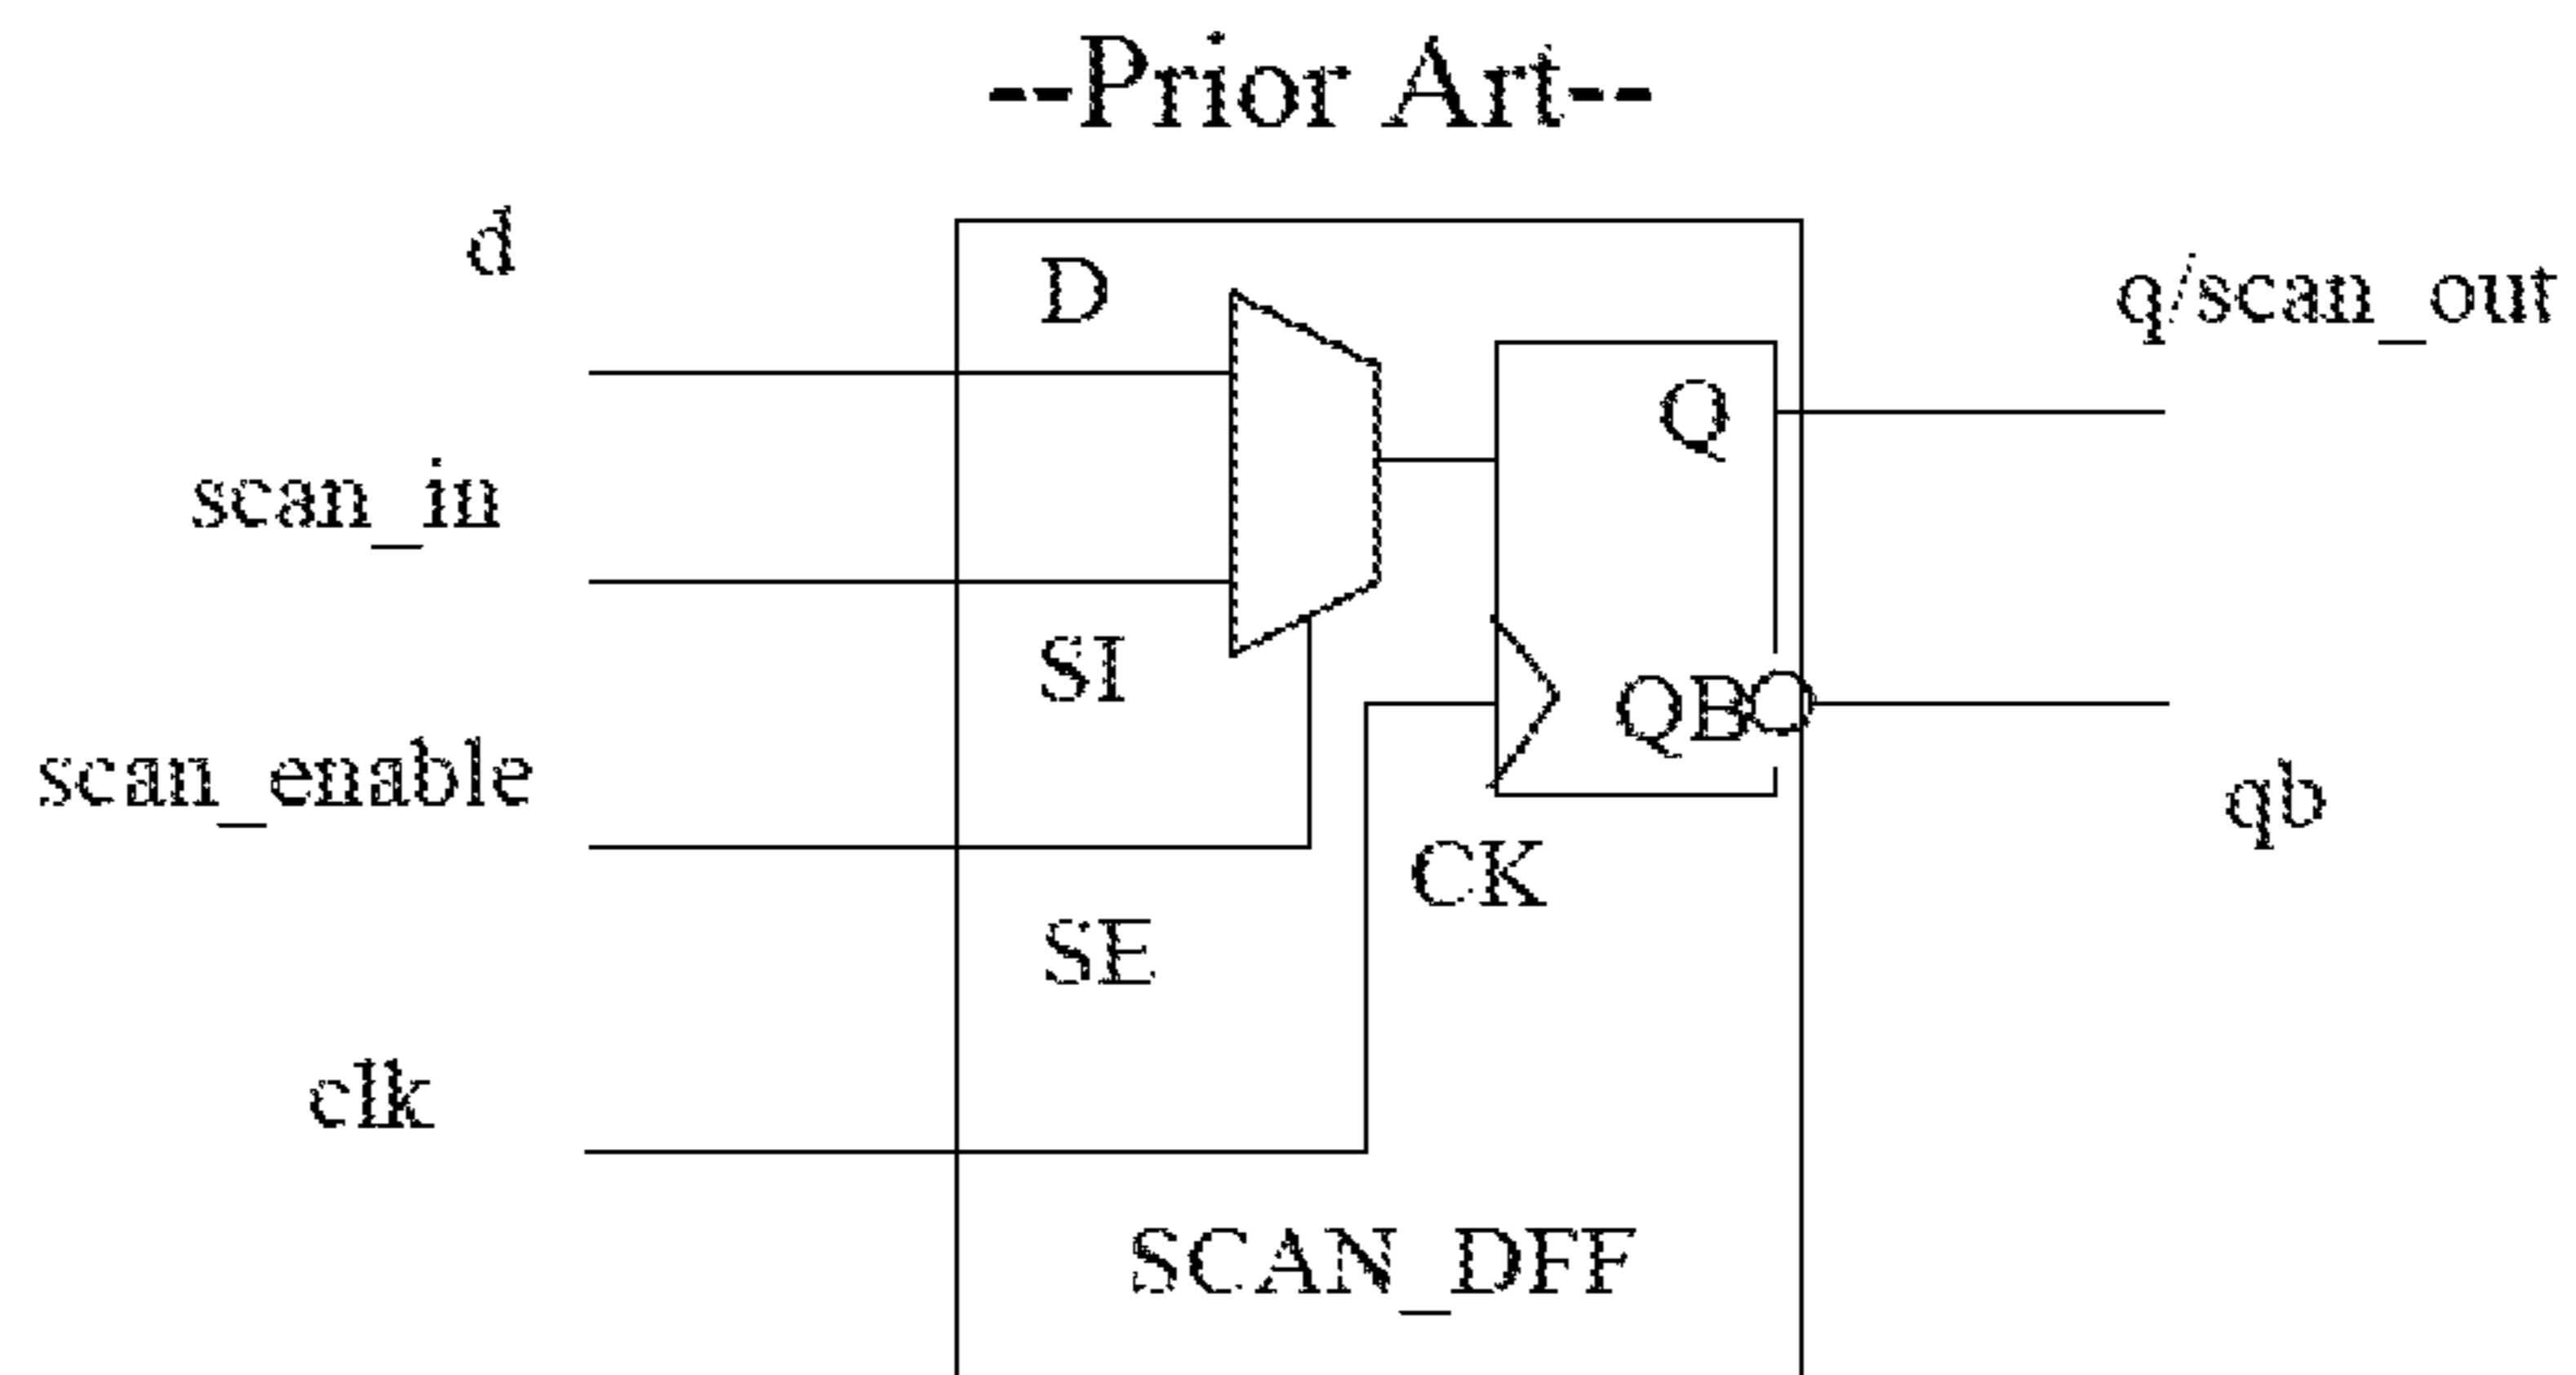 --Prior Art--
d
D
q/scan_out
Q
scan_in
SI
QB
scan_enable
qb
CK
SE
clk
SCAN_DFF